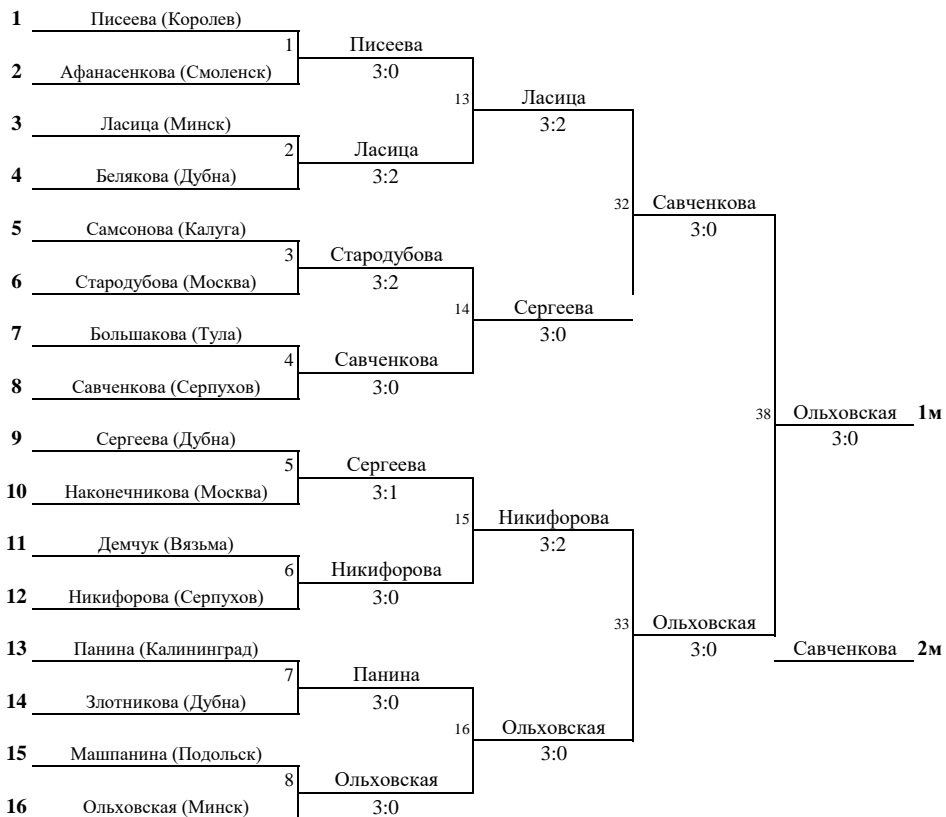 1 Писеева (Королев)
1 Писеева
2 Афанасенкова (Смоленск) 3:0
13 Ласица
3 Ласица (Минск) 3:2
2 Ласица
4 Белякова (Дубна) 3:2
32 Савченкова
5 Самсонова (Калуга) 3:0
3 Стародубова
6 Стародубова (Москва) 3:2
14 Сергеева
7 Большакова (Тула) 3:0
4 Савченкова
8 Савченкова (Серпухов) 3:0
38 Ольховская 1м
9 Сергеева (Дубна) 3:0
5 Сергеева
10 Наконечникова (Москва) 3:1
15 Никифорова
11 Демчук (Вязьма) 3:2
6 Никифорова
12 Никифорова (Серпухов) 3:0
33 Ольховская
13 Панина (Калининград) 3:0 Савченкова 2м
7 Панина
14 Злотникова (Дубна) 3:0
16 Ольховская
15 Машпанина (Подольск) 3:0
8 Ольховская
16 Ольховская (Минск) 3:0